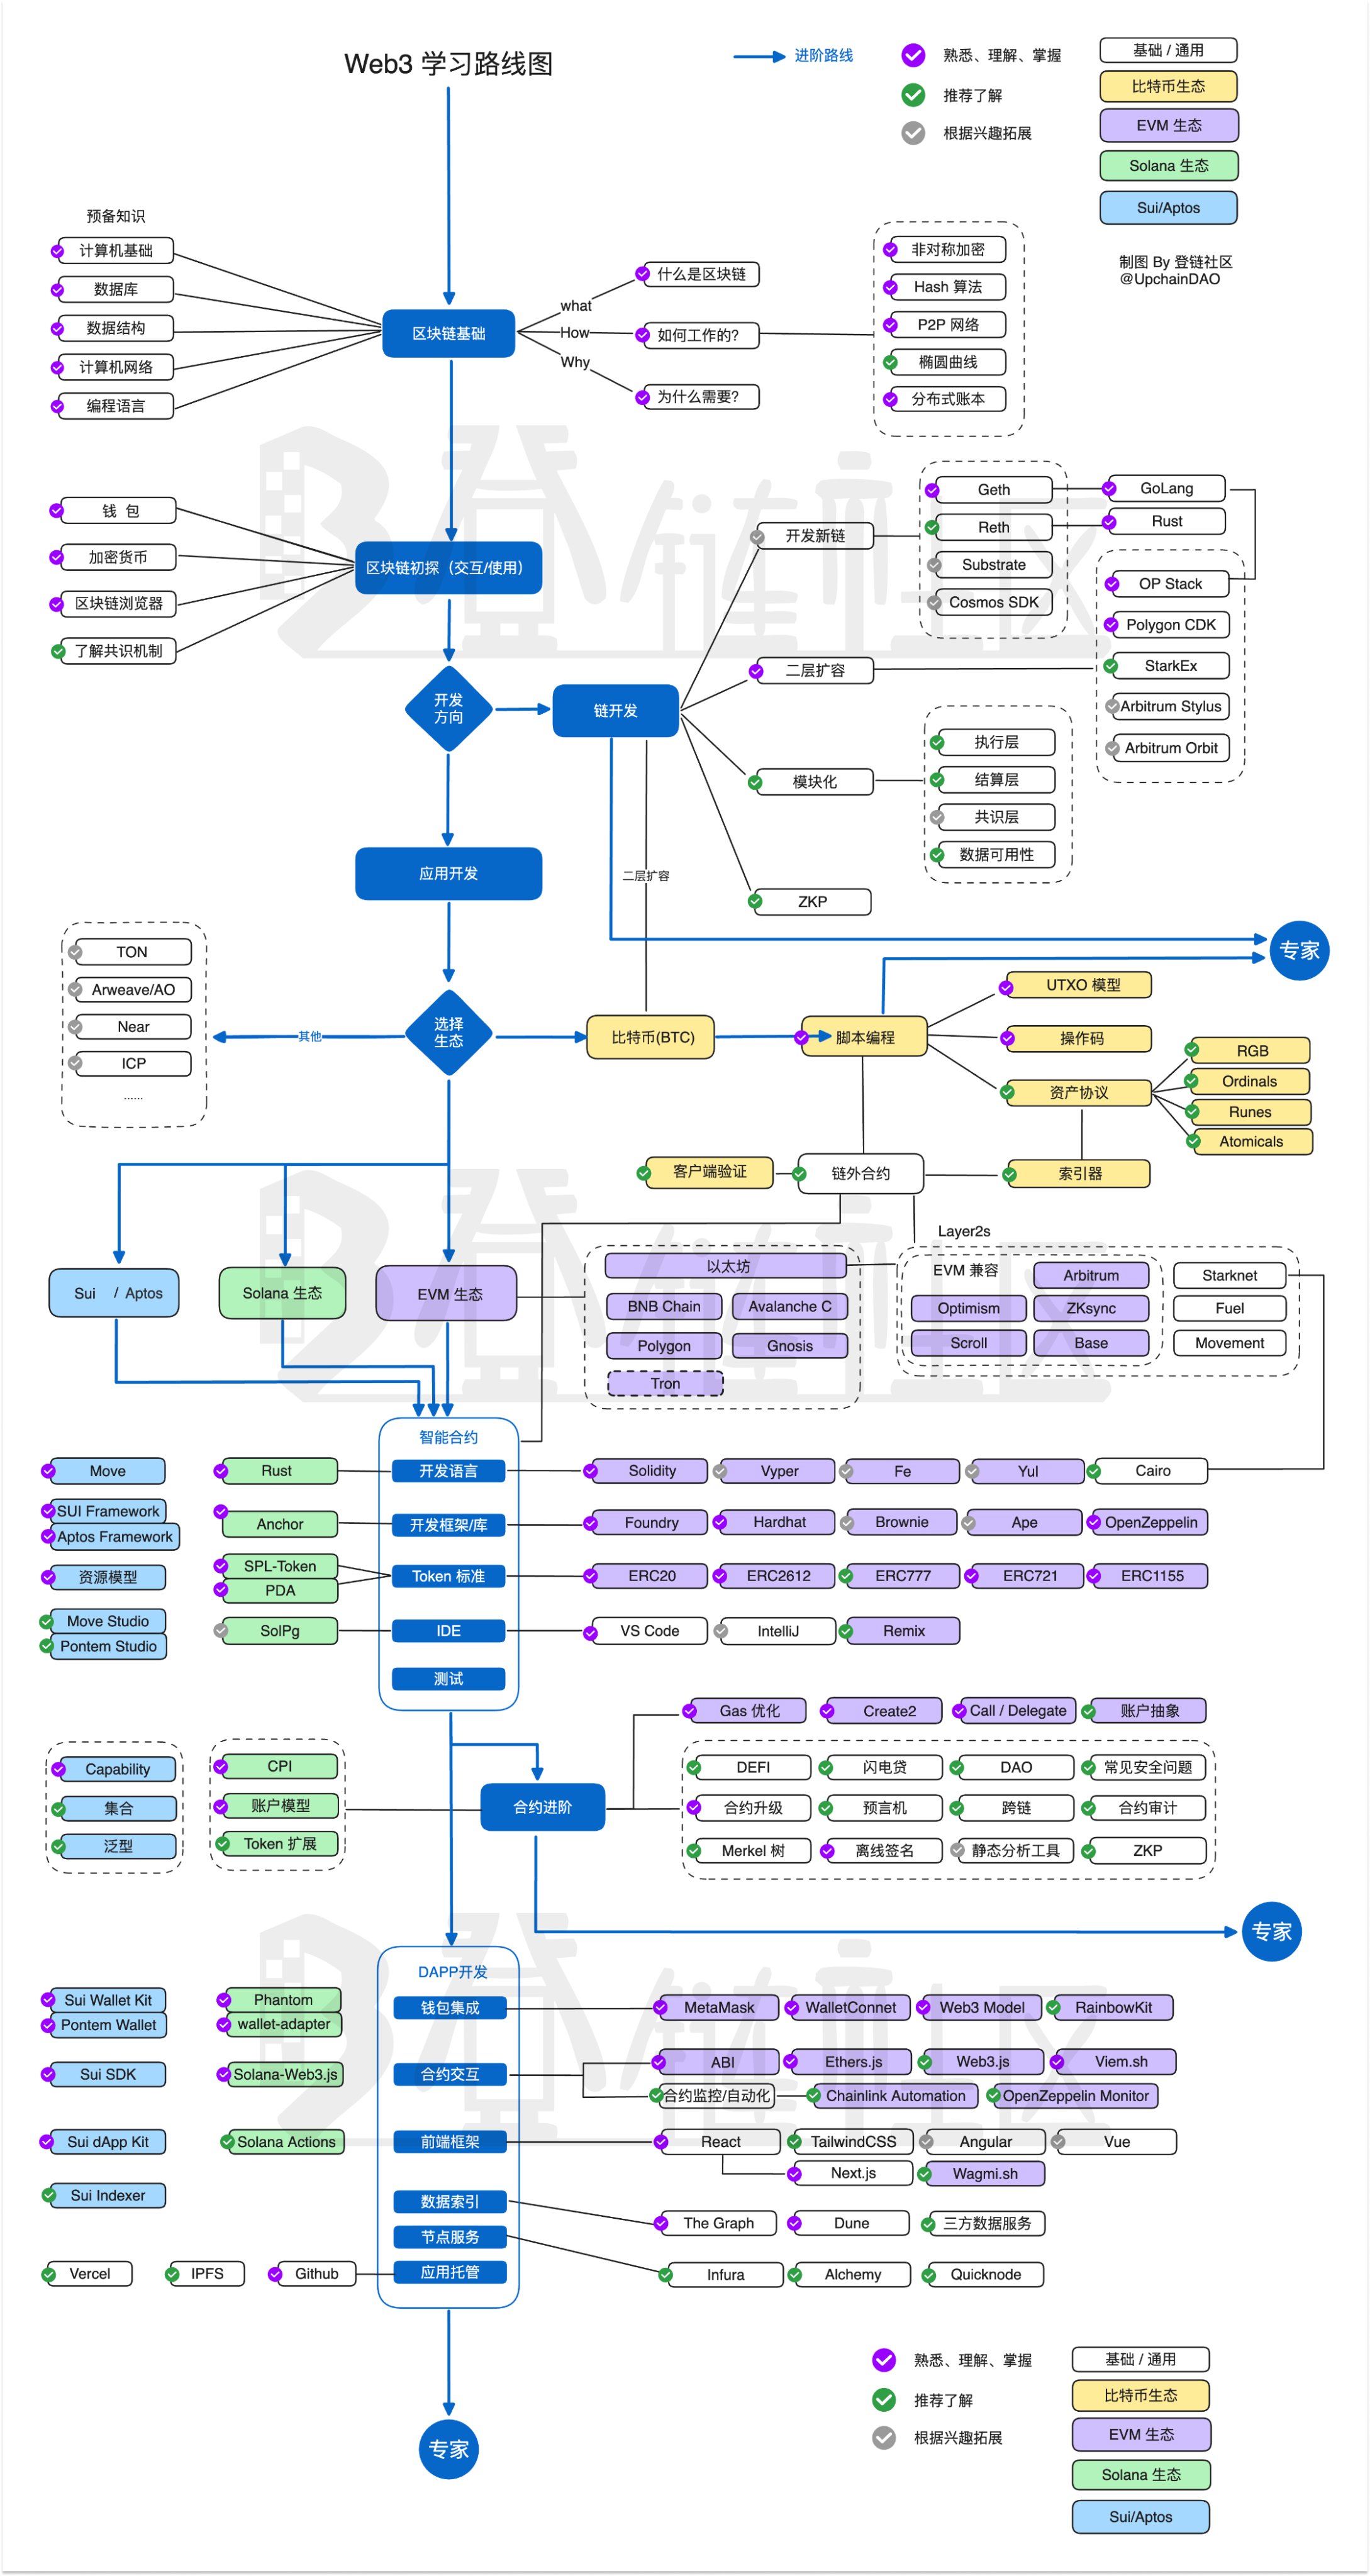 Web3 学习路线图
进阶路线
熟悉、理解、掌握
推荐了解
根据兴趣拓展
基础 / 通用
比特币生态
EVM 生态
Solana 生态
Sui/Aptos
制图 By 登链社区
@UpchainDAO
预备知识
计算机基础
数据库
数据结构
计算机网络
编程语言
区块链基础
what
How
Why
什么是区块链
如何工作的?
为什么需要?
非对称加密
Hash 算法
P2P 网络
椭圆曲线
分布式账本
钱 包
加密货币
区块链浏览器
了解共识机制
区块链初探（交互/使用）
开发
方向
链开发
开发新链
二层扩容
模块化
ZKP
Geth
Reth
Substrate
Cosmos SDK
GoLang
Rust
OP Stack
Polygon CDK
StarkEx
Arbitrum Stylus
Arbitrum Orbit
执行层
结算层
共识层
数据可用性
二层扩容
专家
应用开发
选择
生态
其他
TON
Arweave/AO
Near
ICP
......
比特币(BTC)
脚本编程
UTXO 模型
操作码
资产协议
RGB
Ordinals
Runes
Atomicals
客户端验证
链外合约
索引器
Layer2s
Sui / Aptos
Solana 生态
EVM 生态
以太坊
BNB Chain
Avalanche C
Polygon
Gnosis
Tron
EVM 兼容
Arbitrum
Optimism
ZKsync
Scroll
Base
Starknet
Fuel
Movement
智能合约
开发语言
开发框架/库
Token 标准
IDE
测试
Move
SUI Framework
Aptos Framework
资源模型
Move Studio
Pontem Studio
Rust
Anchor
SPL-Token
PDA
SolPg
Solidity
Vyper
Fe
Yul
Cairo
Foundry
Hardhat
Brownie
Ape
OpenZeppelin
ERC20
ERC2612
ERC777
ERC721
ERC1155
VS Code
IntelliJ
Remix
合约进阶
Capability
集合
泛型
CPI
账户模型
Token 扩展
Gas 优化
Create2
Call / Delegate
账户抽象
DEFI
闪电贷
DAO
常见安全问题
合约升级
预言机
跨链
合约审计
Merkel 树
离线签名
静态分析工具
ZKP
专家
DAPP开发
钱包集成
合约交互
前端框架
数据索引
节点服务
应用托管
Sui Wallet Kit
Pontem Wallet
Sui SDK
Sui dApp Kit
Sui Indexer
Phantom
wallet-adapter
Solana-Web3.js
Solana Actions
Vercel
IPFS
Github
MetaMask
WalletConnet
Web3 Model
RainbowKit
ABI
Ethers.js
Web3.js
Viem.sh
合约监控/自动化
Chainlink Automation
OpenZeppelin Monitor
React
TailwindCSS
Angular
Vue
Next.js
Wagmi.sh
The Graph
Dune
三方数据服务
Infura
Alchemy
Quicknode
专家
熟悉、理解、掌握
推荐了解
根据兴趣拓展
基础 / 通用
比特币生态
EVM 生态
Solana 生态
Sui/Aptos
登链社区
登链社区
登链社区